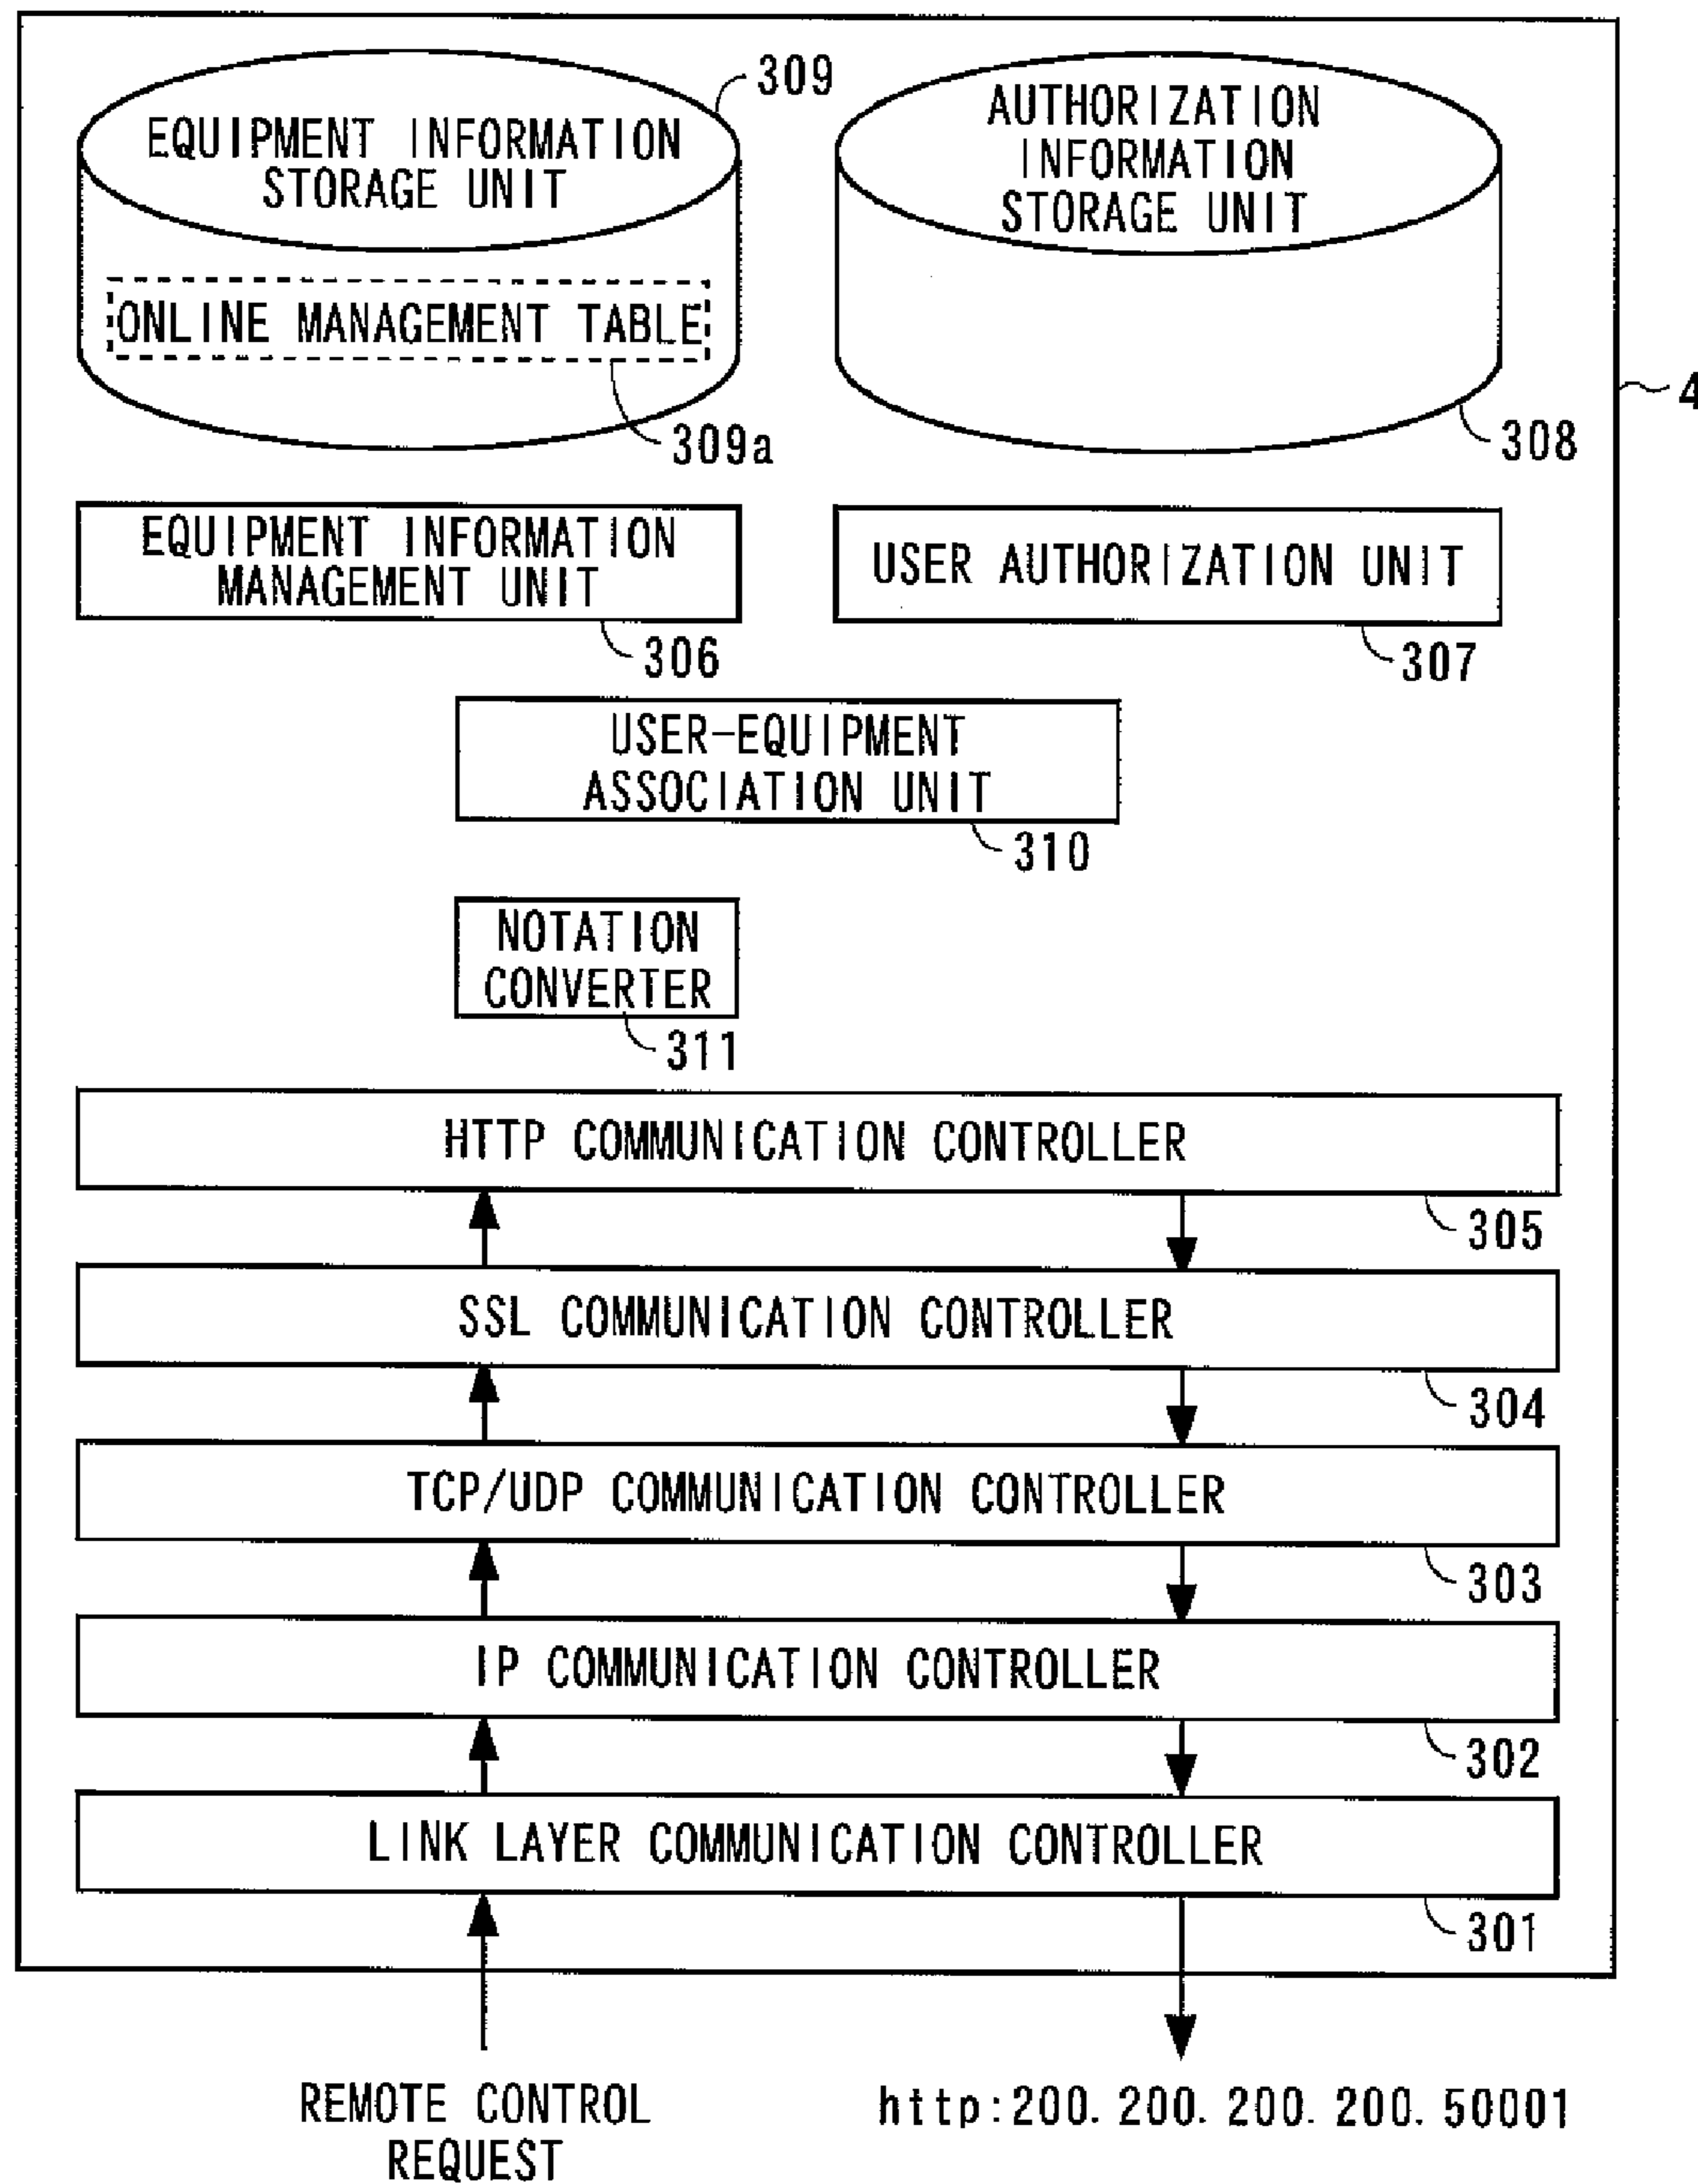 309
EQUIPMENT INFORMATION
STORAGE UNIT
AUTHORIZATION
INFORMATION
STORAGE UNIT
ONLINE MANAGEMENT TABLE
4
309a
308
EQUIPMENT INFORMATION
MANAGEMENT UNIT
USER AUTHORIZATION UNIT
306
307
USER-EQUIPMENT
ASSOCIATION UNIT
310
NOTATION
CONVERTER
311
HTTP COMMUNICATION CONTROLLER
305
SSL COMMUNICATION CONTROLLER
304
TCP/UDP COMMUNICATION CONTROLLER
303
IP COMMUNICATION CONTROLLER
302
LINK LAYER COMMUNICATION CONTROLLER
301
REMOTE CONTROL
REQUEST
http:200. 200. 200. 200. 50001